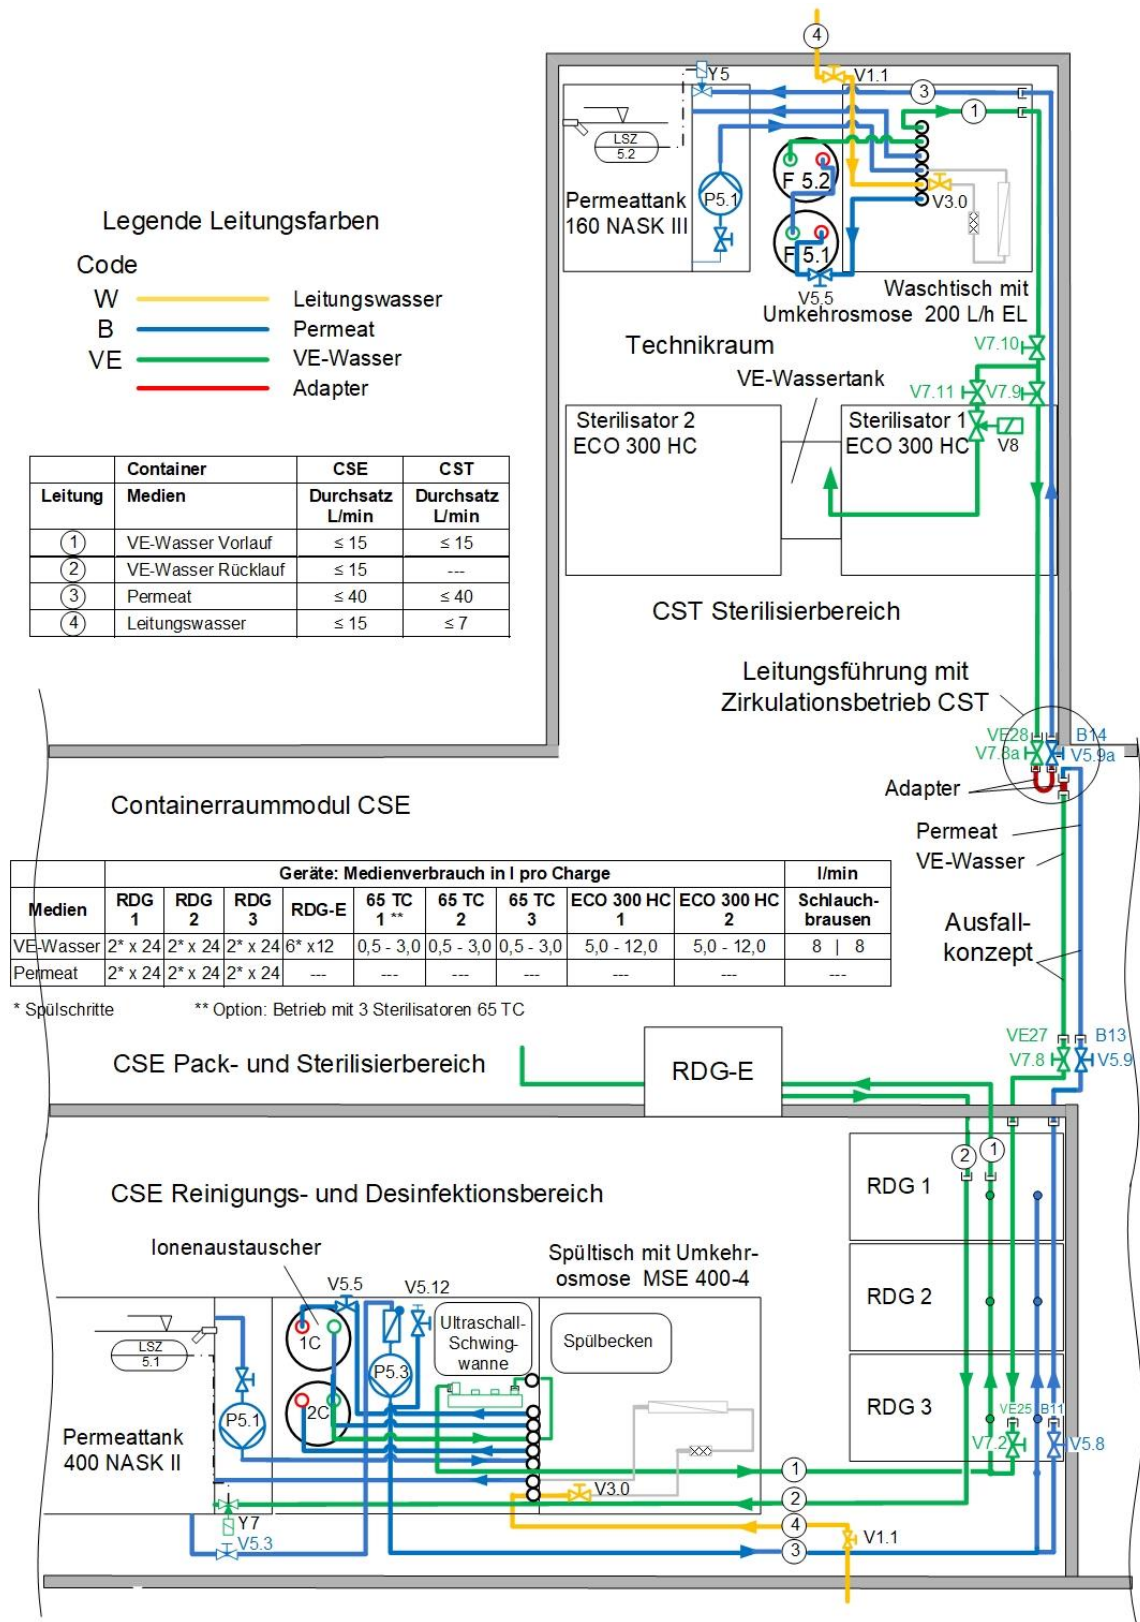 4
V1.1
Y5
3
1
LSZ
5.2
Permeattank
160 NASK III
P5.1
F 5.2
F 5.1
V3.0
V5.5
Waschtisch mit
Umkehrosmose 200 L/h EL
Legende Leitungsfarben
Code
W Leitungswasser
B Permeat
VE VE-Wasser
Adapter
Technikraum
V7.10
VE-Wassertank
V7.11 V7.9
Sterilisator 2
ECO 300 HC
Sterilisator 1
ECO 300 HC
V8
Container CSE CST
Leitung Medien Durchsatz L/min Durchsatz L/min
1 VE-Wasser Vorlauf ≤ 15 ≤ 15
2 VE-Wasser Rücklauf ≤ 15 ---
3 Permeat ≤ 40 ≤ 40
4 Leitungswasser ≤ 15 ≤ 7
CST Sterilisierbereich
Leitungsführung mit
Zirkulationsbetrieb CST
VE28 B14
V7.8a V5.9a
Adapter
Containerraummodul CSE
Permeat
VE-Wasser
Geräte: Medienverbrauch in l pro Charge l/min
Medien RDG 1 RDG 2 RDG 3 RDG-E 65 TC 1 ** 65 TC 2 65 TC 3 ECO 300 HC 1 ECO 300 HC 2 Schlauch-brausen
VE-Wasser 2* x 24 2* x 24 2* x 24 6* x12 0,5 - 3,0 0,5 - 3,0 0,5 - 3,0 5,0 - 12,0 5,0 - 12,0 8 | 8
Permeat 2* x 24 2* x 24 2* x 24 --- --- --- --- --- --- ---
* Spülschritte ** Option: Betrieb mit 3 Sterilisatoren 65 TC
Ausfall-
konzept
VE27 B13
V7.8 V5.9
CSE Pack- und Sterilisierbereich
RDG-E
2 1
RDG 1
CSE Reinigungs- und Desinfektionsbereich
Ionenaustauscher
Spültisch mit Umkehr-
osmose MSE 400-4
RDG 2
V5.5 V5.12
LSZ
5.1
1C
2C
P5.3
P5.1
Ultraschall-
Schwing-
wanne
Spülbecken
RDG 3
VE25 B11
V7.2 V5.8
Permeattank
400 NASK II
1
V3.0
2
Y7
4
V1.1
V5.3
3